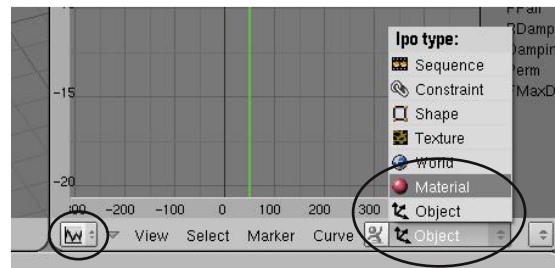 Ipo type:
Sequence
Constraint
Shape
Texture
World
Material
Object
-15
-20
-200 -100 0 100 200 300
View Select Marker Curve Object